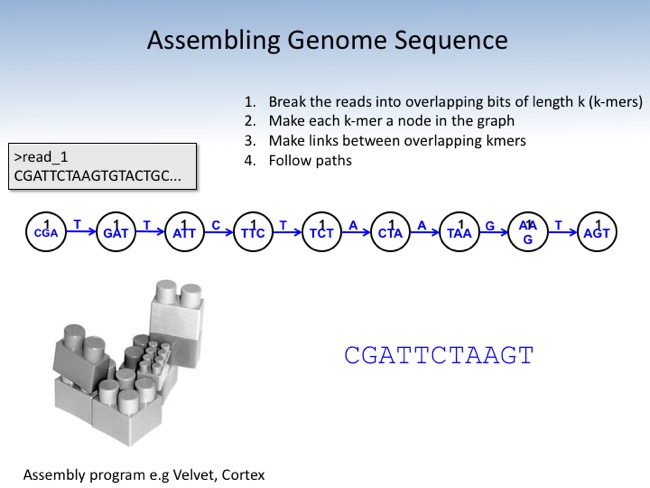 Assembling Genome Sequence
1. Break the reads into overlapping bits of length k (k-mers)
2. Make each k-mer a node in the graph
3. Make links between overlapping kmers
4. Follow paths
>read_1
CGATTCTAAGTGTACTGC...
1 T 1 T 1 C 1 T 1 A 1 A 1 G 1 T 1
CGA GAT ATT TTC TCT CTA TAA AAG AGT
CGATTCTAAGT
Assembly program e.g Velvet, Cortex